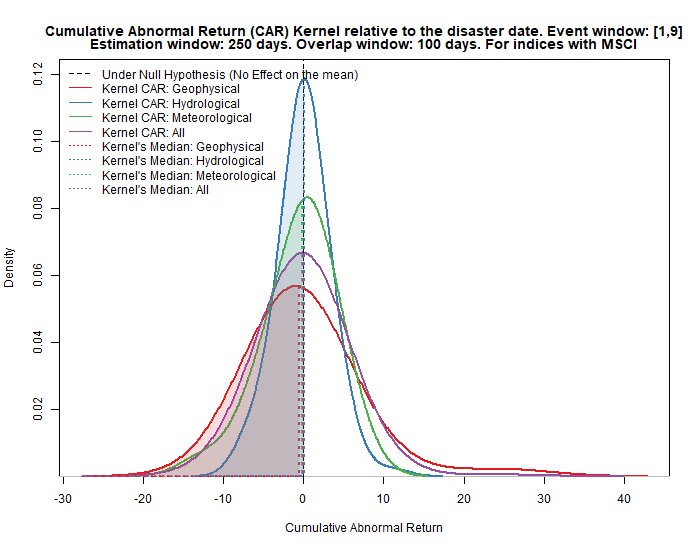 Cumulative Abnormal Return (CAR) Kernel relative to the disaster date. Event window: [1,9]
Estimation window: 250 days. Overlap window: 100 days. For indices with MSCI
Under Null Hypothesis (No Effect on the mean)
Kernel CAR: Geophysical
Kernel CAR: Hydrological
Kernel CAR: Meteorological
Kernel CAR: All
Kernel's Median: Geophysical
Kernel's Median: Hydrological
Kernel's Median: Meteorological
Kernel's Median: All
0.12
0.10
0.08
0.06
0.04
0.02
Density
-30 -20 -10 0 10 20 30 40
Cumulative Abnormal Return